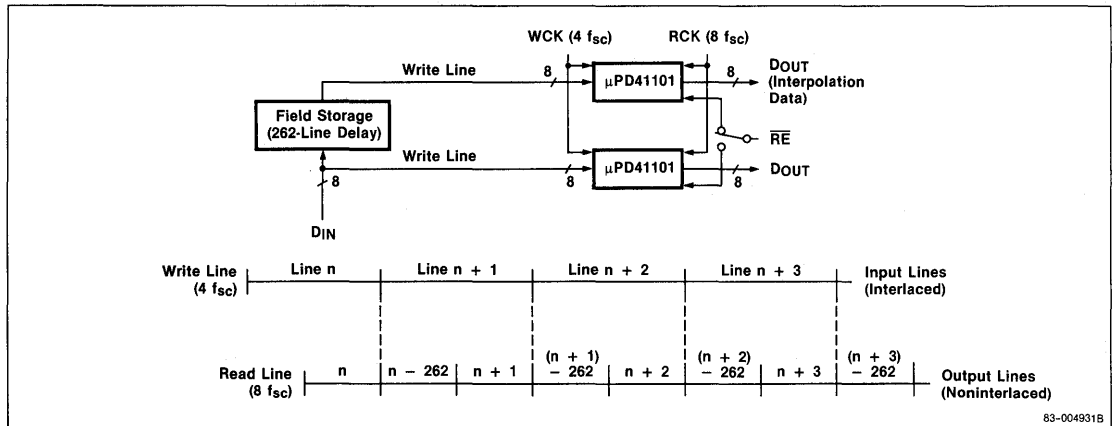 WCK (4 fsc) RCK (8 fsc)
Write Line 8 μPD41101 8 DOUT
(Interpolation
Data)
Field Storage
(262-Line Delay)
RE
Write Line 8 μPD41101 8 DOUT
8
DIN
Write Line
(4 fsc)
Line n Line n + 1 Line n + 2 Line n + 3
Input Lines
(Interlaced)
Read Line
(8 fsc)
n n - 262 n + 1 (n + 1) - 262 n + 2 (n + 2) - 262 n + 3 (n + 3) - 262
Output Lines
(Noninterlaced)
83-004931B